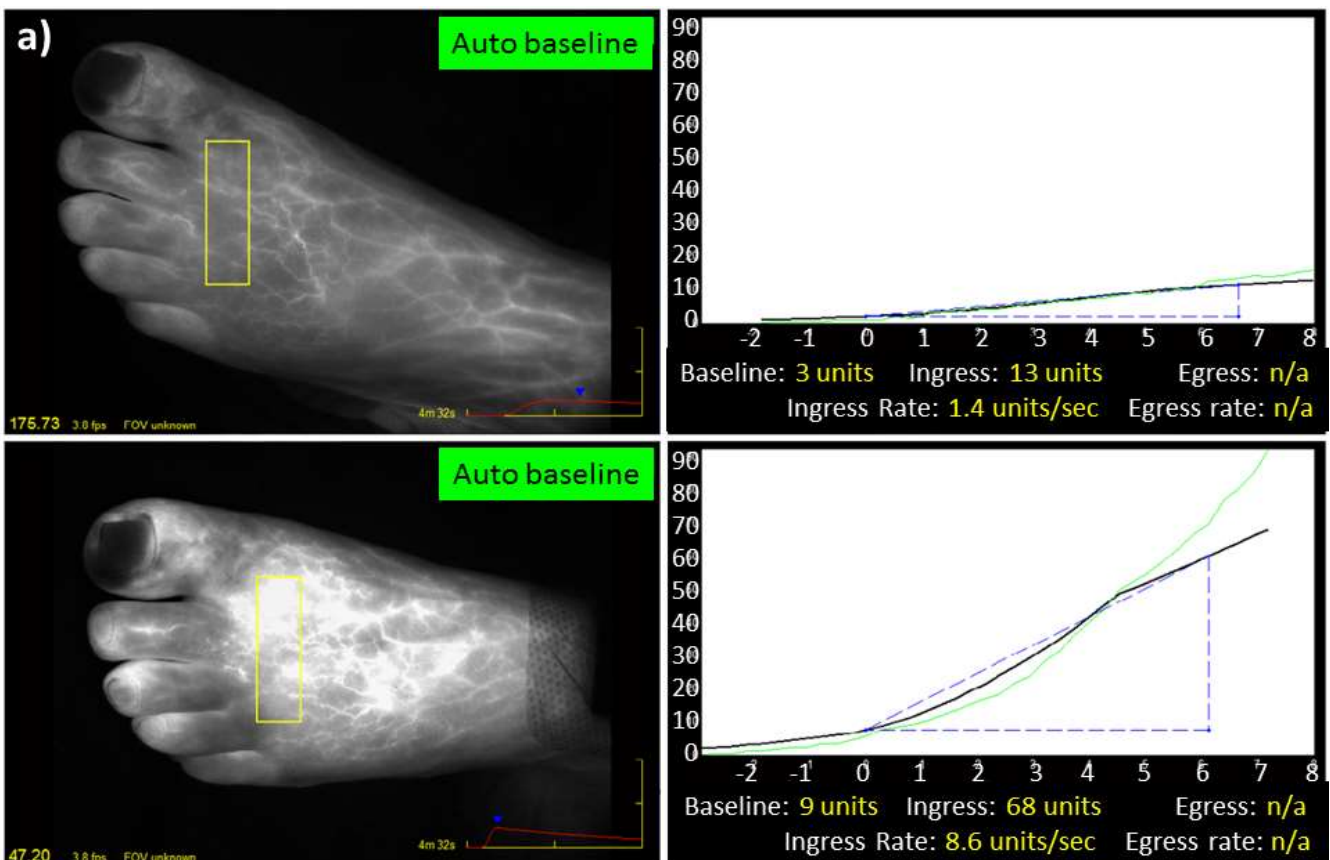 a)
Auto baseline
4m 32s
175.73 3.8 fps FOV unknown
90
80
70
60
50
40
30
20
10
0
-2 -1 0 1 2 3 4 5 6 7 8
Baseline: 3 units Ingress: 13 units Egress: n/a
Ingress Rate: 1.4 units/sec Egress rate: n/a
Auto baseline
4m 32s
47.20 3.8 fps FOV unknown
90
80
70
60
50
40
30
20
10
0
-2 -1 0 1 2 3 4 5 6 7 8
Baseline: 9 units Ingress: 68 units Egress: n/a
Ingress Rate: 8.6 units/sec Egress rate: n/a